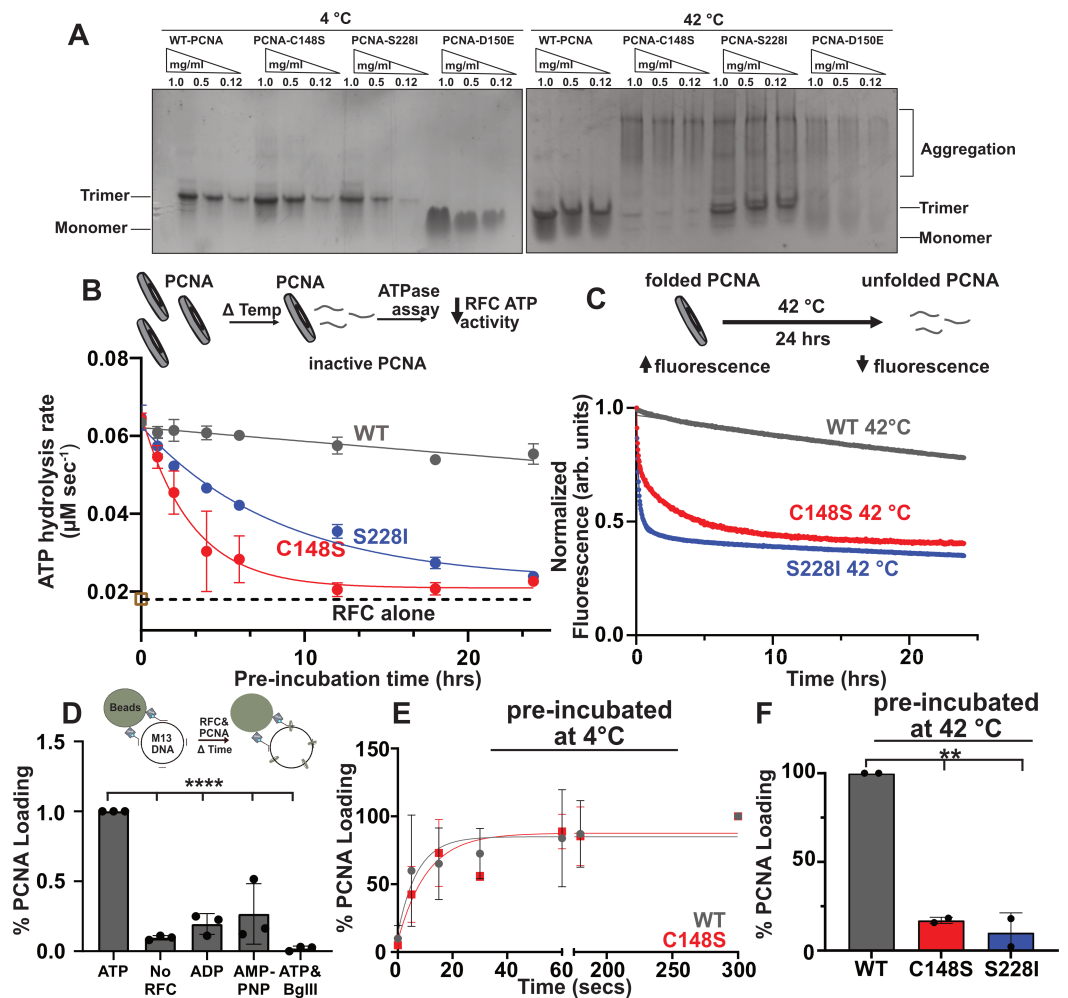 A
4 °C
42 °C
WT-PCNA PCNA-C148S PCNA-S228I PCNA-D150E WT-PCNA PCNA-C148S PCNA-S228I PCNA-D150E
mg/ml mg/ml mg/ml mg/ml mg/ml mg/ml mg/ml mg/ml
1.0 0.5 0.12 1.0 0.5 0.12 1.0 0.5 0.12 1.0 0.5 0.12 1.0 0.5 0.12 1.0 0.5 0.12 1.0 0.5 0.12 1.0 0.5 0.12
Aggregation
Trimer
Trimer
Monomer
Monomer
B
PCNA
PCNA
Δ Temp
ATPase
assay
RFC ATP
activity
inactive PCNA
ATP hydrolysis rate
(µM sec-1)
0.08
0.06
0.04
0.02
WT
S228I
C148S
RFC alone
0 10 20
Pre-incubation time (hrs)
C
folded PCNA
unfolded PCNA
42 °C
24 hrs
fluorescence
fluorescence
Normalized
Fluorescence (arb. units)
1.0
0.5
0.0
WT 42°C
C148S 42 °C
S228I 42 °C
0 10 20
Time (hrs)
D
Beads
M13
DNA
RFC&
PCNA
Δ Time
% PCNA Loading
1.5
1.0
0.5
0.0
****
ATP No RFC ADP AMP-PNP ATP& BglII
E
pre-incubated
at 4°C
% PCNA Loading
150
100
50
0
WT
C148S
0 20 40 60 200 300
Time (secs)
F
pre-incubated
at 42 °C
**
% PCNA Loading
100
50
0
WT C148S S228I